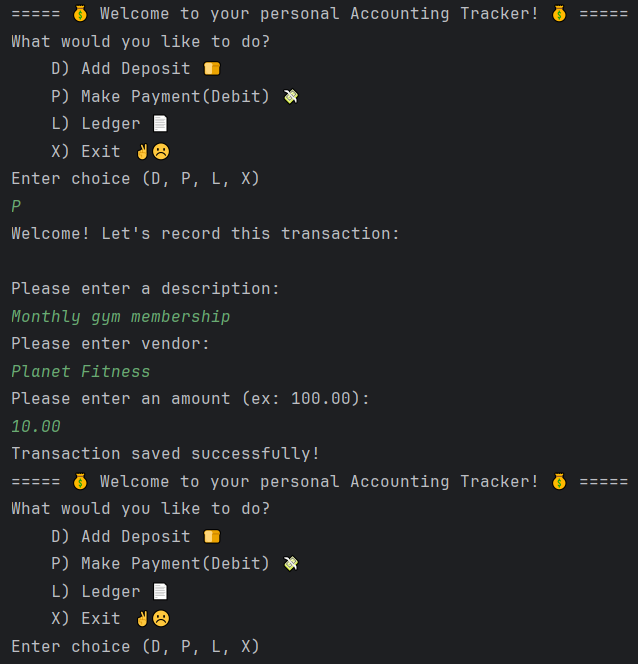 ===== 💰 Welcome to your personal Accounting Tracker! 💰 =====
What would you like to do?
    D) Add Deposit 🍞
    P) Make Payment(Debit) 💸
    L) Ledger 📄
    X) Exit ✌️☹️
Enter choice (D, P, L, X)
P
Welcome! Let's record this transaction:

Please enter a description:
Monthly gym membership
Please enter vendor:
Planet Fitness
Please enter an amount (ex: 100.00):
10.00
Transaction saved successfully!
===== 💰 Welcome to your personal Accounting Tracker! 💰 =====
What would you like to do?
    D) Add Deposit 🍞
    P) Make Payment(Debit) 💸
    L) Ledger 📄
    X) Exit ✌️☹️
Enter choice (D, P, L, X)